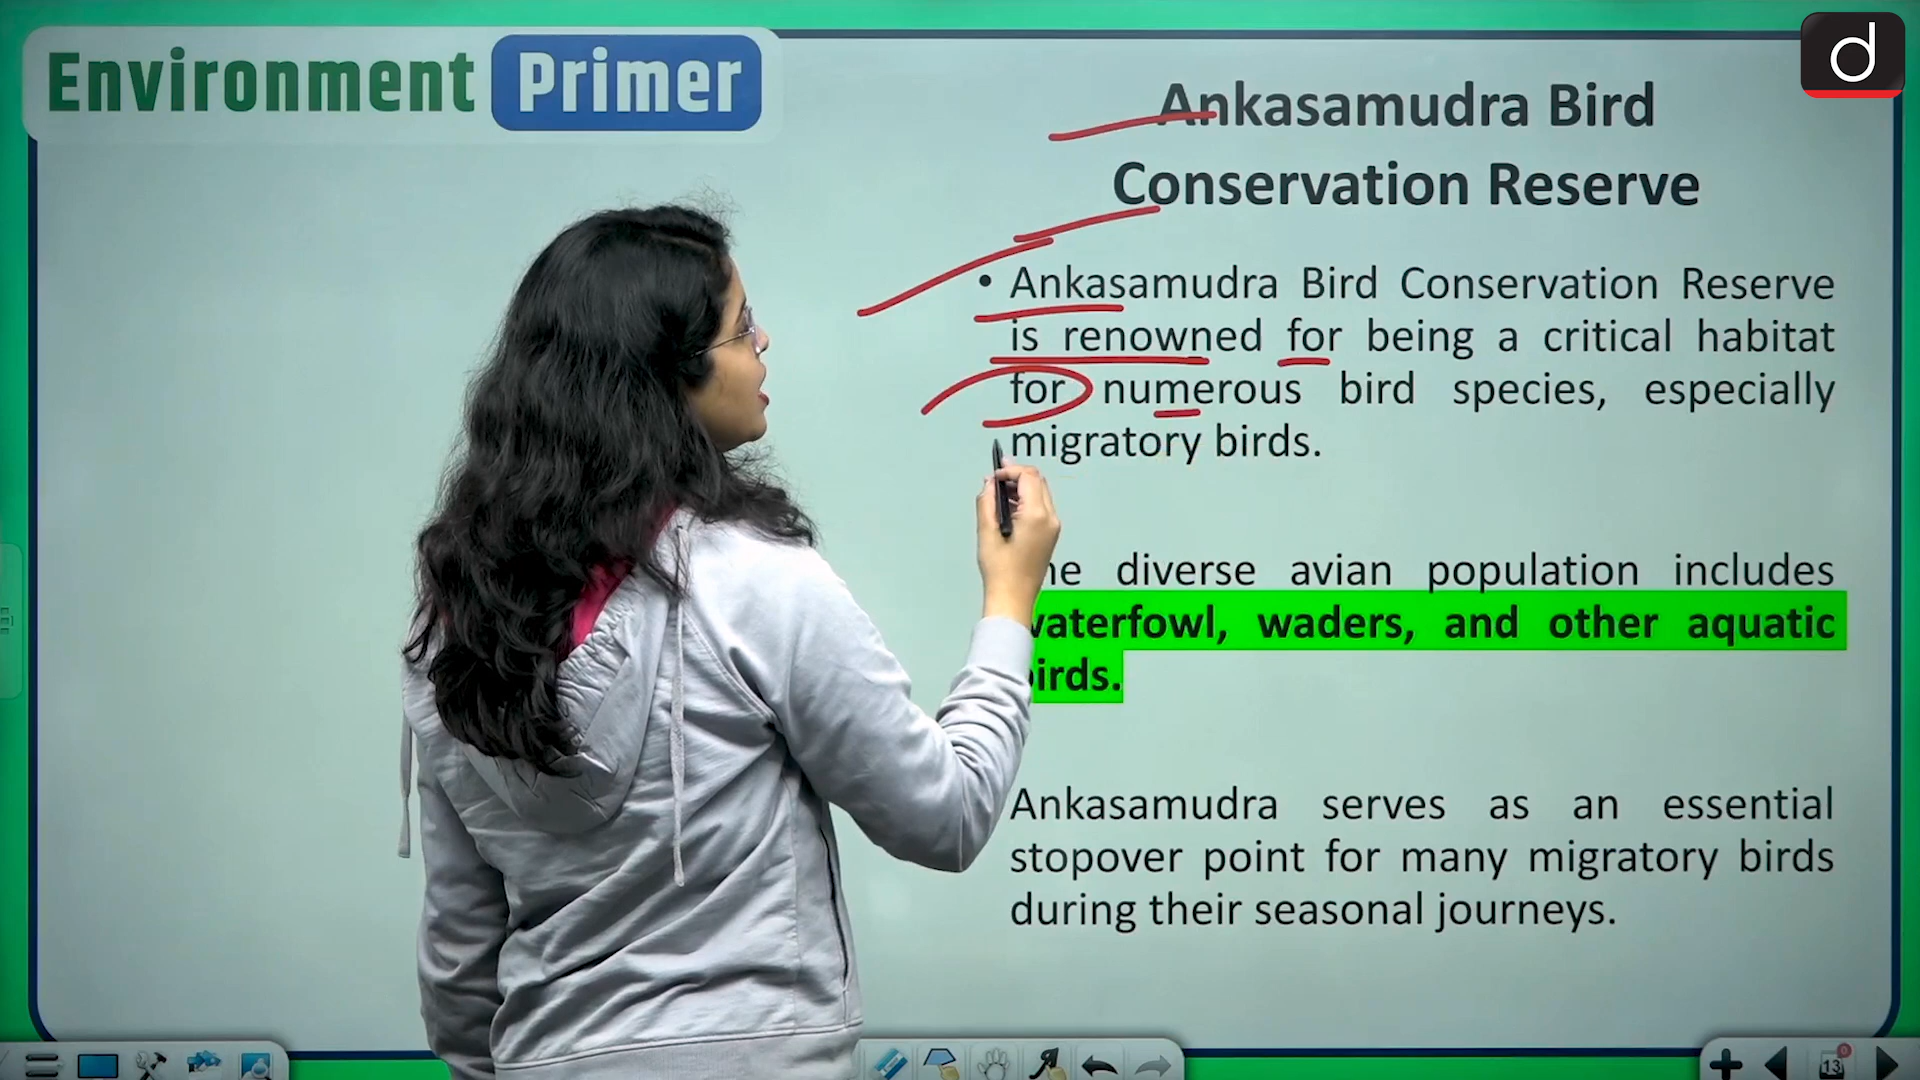 Environment Primer
d
Ankasamudra Bird
Conservation Reserve
• Ankasamudra Bird Conservation Reserve
is renowned for being a critical habitat
for numerous bird species, especially
migratory birds.
diverse avian population includes
waterfowl, waders, and other aquatic
birds.
Ankasamudra serves as an essential
stopover point for many migratory birds
during their seasonal journeys.
13